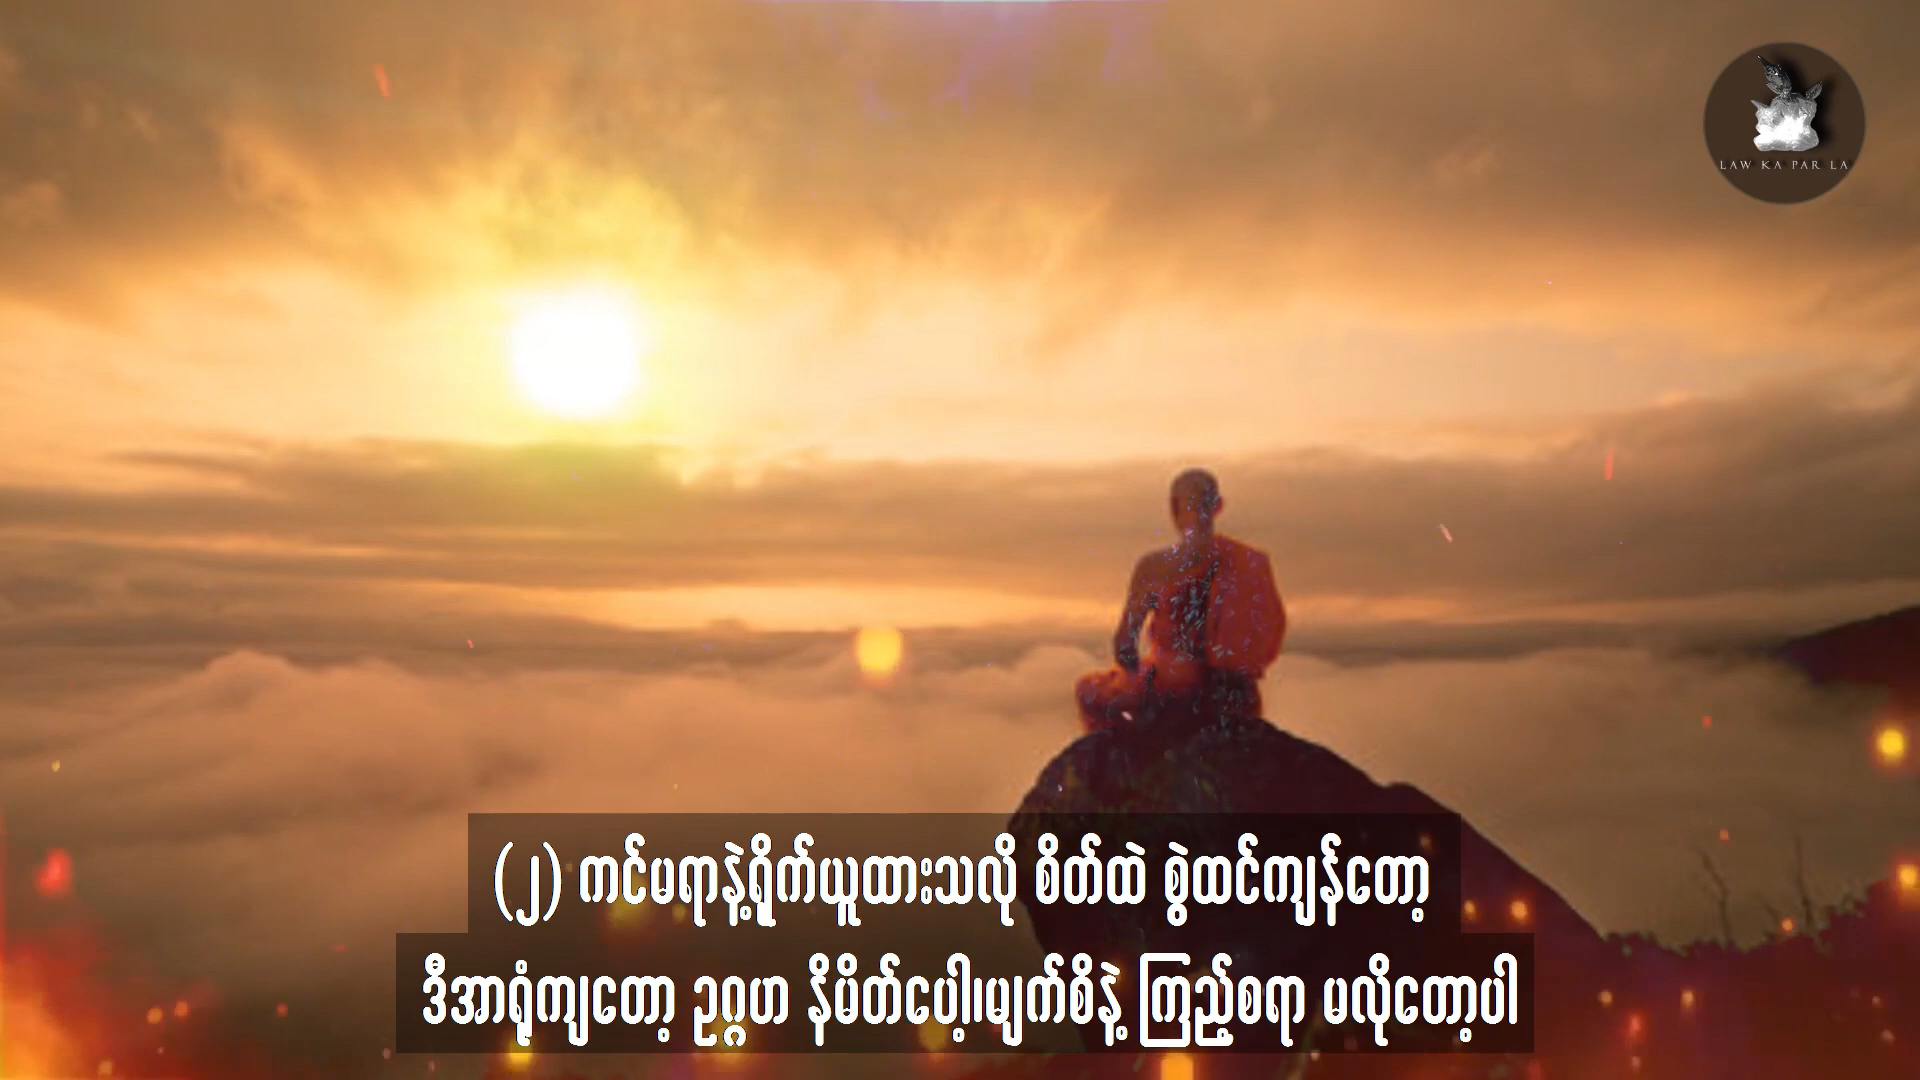 LAW KA PAR LA
(၂) ကင်မရာနဲ့ရိုက်ယူထားသလို စိတ်ထဲ စွဲထင်ကျန်တော့
ဒီအာရုံကျတော့ ဥဂ္ဂဟ နိမိတ်ပေါ့၊မျက်စိနဲ့ ကြည့်စရာ မလိုတော့ပါ